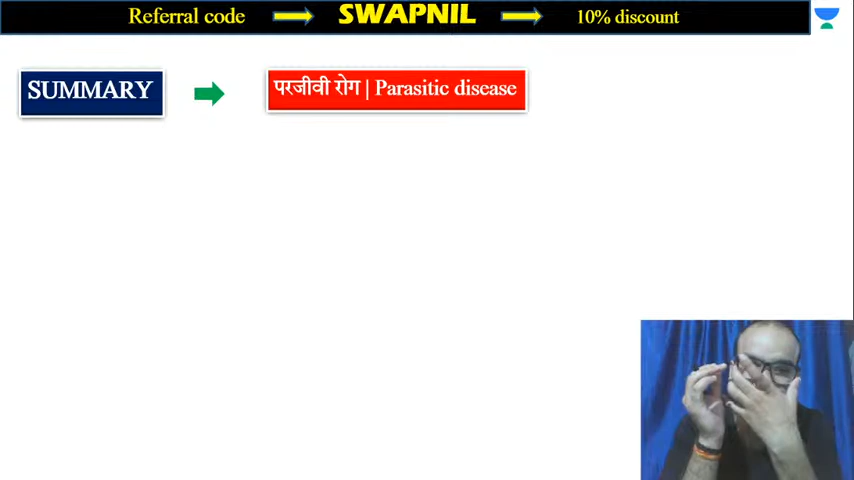 Referral code SWAPNIL 10% discount
SUMMARY परजीवी रोग | Parasitic disease